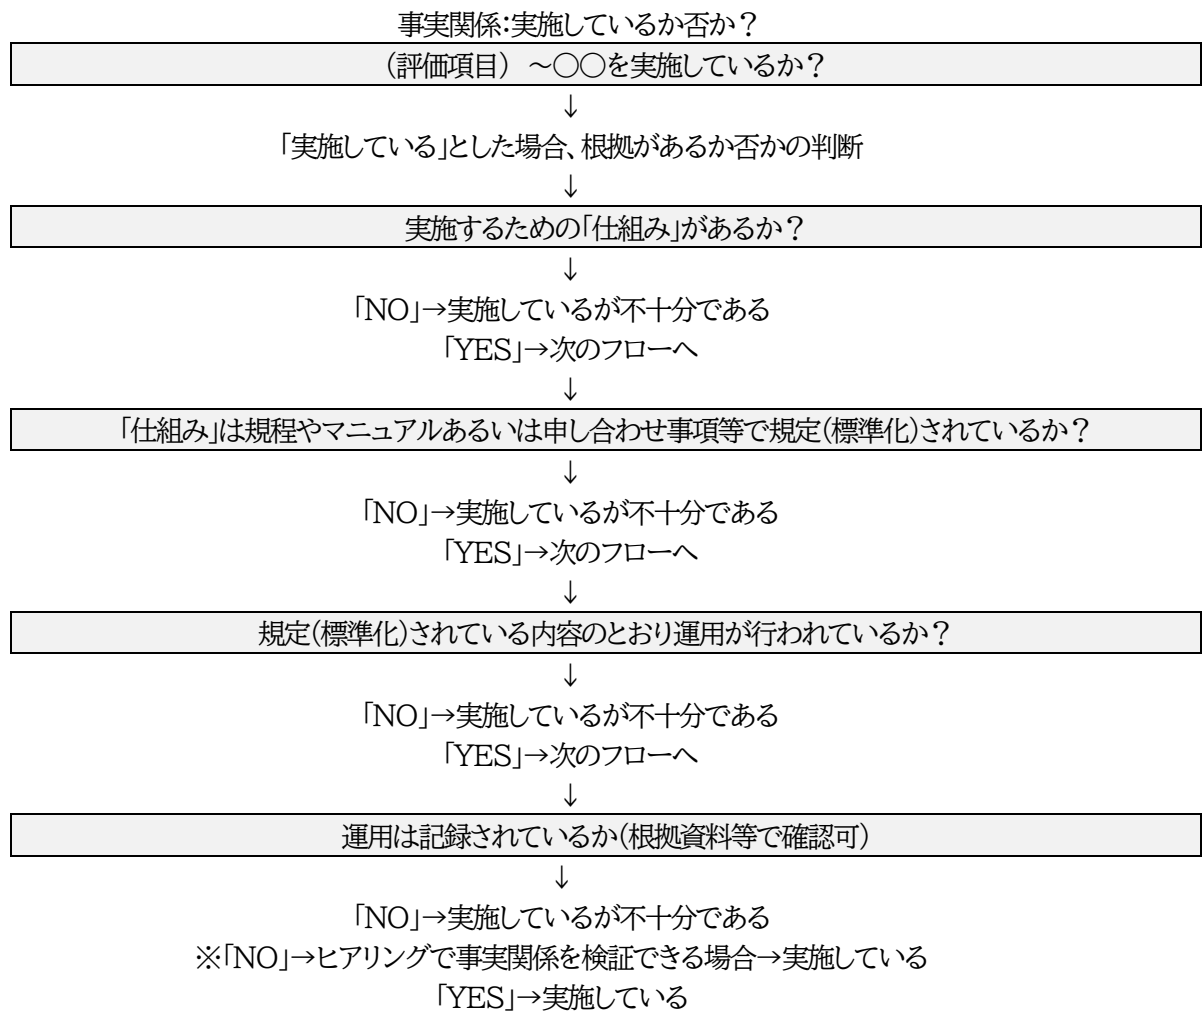 事実関係:実施しているか否か？
（評価項目） ～○○を実施しているか？
↓
「実施している」とした場合、根拠があるか否かの判断
↓
実施するための「仕組み」があるか？
↓
「NO」→実施しているが不十分である
「YES」→次のフローへ
↓
「仕組み」は規程やマニュアルあるいは申し合わせ事項等で規定(標準化)されているか？
↓
「NO」→実施しているが不十分である
「YES」→次のフローへ
↓
規定(標準化)されている内容のとおり運用が行われているか？
↓
「NO」→実施しているが不十分である
「YES」→次のフローへ
↓
運用は記録されているか(根拠資料等で確認可)
↓
「NO」→実施しているが不十分である
※「NO」→ヒアリングで事実関係を検証できる場合→実施している
「YES」→実施している